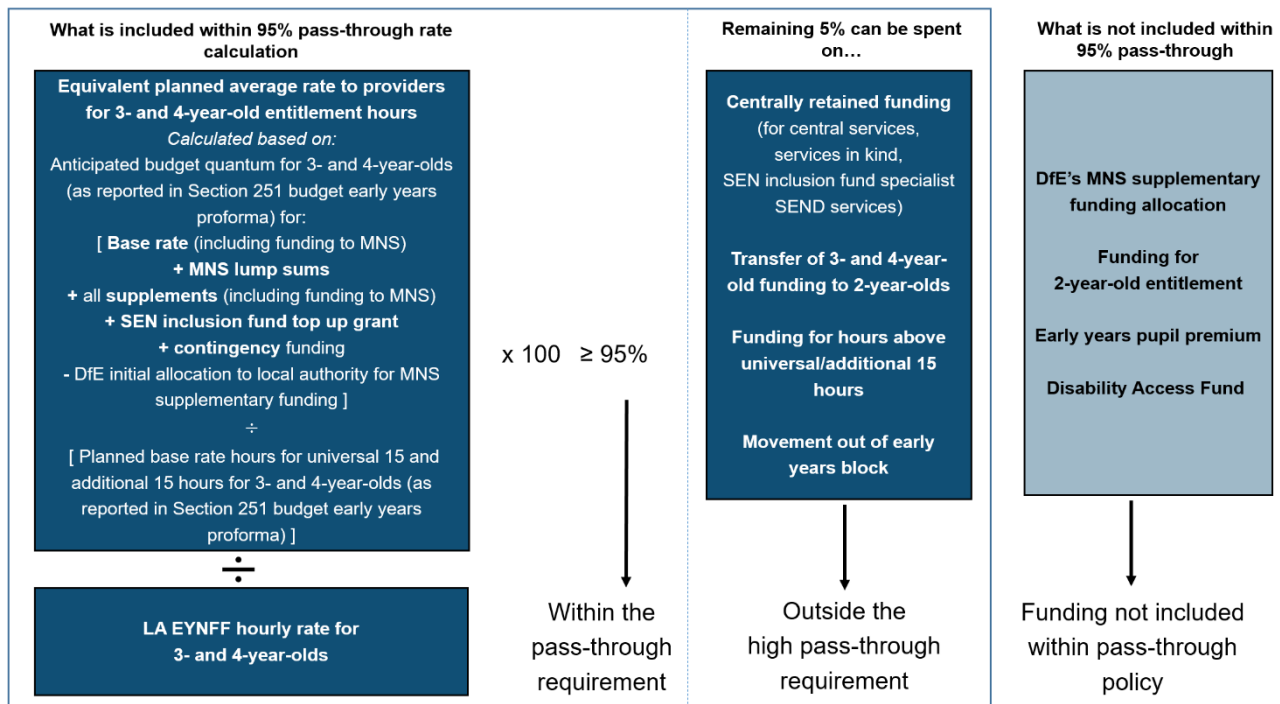 What is included within 95% pass-through rate
calculation
Equivalent planned average rate to providers
for 3- and 4-year-old entitlement hours
Calculated based on:
Anticipated budget quantum for 3- and 4-year-olds
(as reported in Section 251 budget early years
proforma) for:
[ Base rate (including funding to MNS)
+ MNS lump sums
+ all supplements (including funding to MNS)
+ SEN inclusion fund top up grant
+ contingency funding
- DfE initial allocation to local authority for MNS
supplementary funding ]
÷
[ Planned base rate hours for universal 15 and
additional 15 hours for 3- and 4-year-olds (as
reported in Section 251 budget early years
proforma) ]
÷
LA EYNFF hourly rate for
3- and 4-year-olds
x 100 ≥ 95%
Within the
pass-through
requirement
Remaining 5% can be spent
on…
Centrally retained funding
(for central services,
services in kind,
SEN inclusion fund specialist
SEND services)
Transfer of 3- and 4-year-
old funding to 2-year-olds
Funding for hours above
universal/additional 15
hours
Movement out of early
years block
Outside the
high pass-through
requirement
What is not included within
95% pass-through
DfE's MNS supplementary
funding allocation
Funding for
2-year-old entitlement
Early years pupil premium
Disability Access Fund
Funding not included
within pass-through
policy